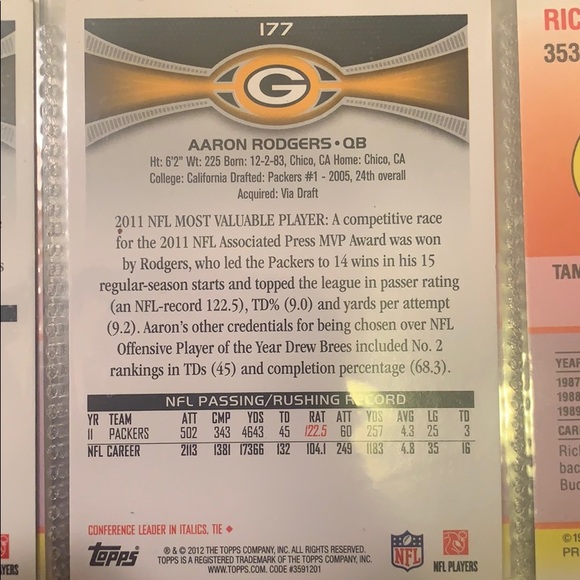 177
G
AARON RODGERS • QB
Ht: 6'2" Wt: 225 Born: 12-2-83, Chico, CA Home: Chico, CA
College: California Drafted: Packers #1 - 2005, 24th overall
Acquired: Via Draft
2011 NFL MOST VALUABLE PLAYER: A competitive race
for the 2011 NFL Associated Press MVP Award was won
by Rodgers, who led the Packers to 14 wins in his 15
regular-season starts and topped the league in passer rating
(an NFL-record 122.5), TD% (9.0) and yards per attempt
(9.2). Aaron's other credentials for being chosen over NFL
Offensive Player of the Year Drew Brees included No. 2
rankings in TDs (45) and completion percentage (68.3).
NFL PASSING/RUSHING RECORD
YR TEAM ATT CMP YDS TD RAT ATT YDS AVG LG TD
11 PACKERS 502 343 4643 45 122.5 60 257 4.3 25 3
NFL CAREER 2113 1381 17366 132 104.1 249 1183 4.8 35 16
CONFERENCE LEADER IN ITALICS, TIE ♦
Topps
® & © 2012 THE TOPPS COMPANY, INC. ALL RIGHTS RESERVED.
TOPPS IS A REGISTERED TRADEMARK OF THE TOPPS COMPANY, INC.
WWW.TOPPS.COM CODE #3591201
NFL
NFL PLAYERS
YERS
S
RIC
353
TAM
YEAR
1987
1988
1989
CAR
Rick
bac
Buc
©19
PR